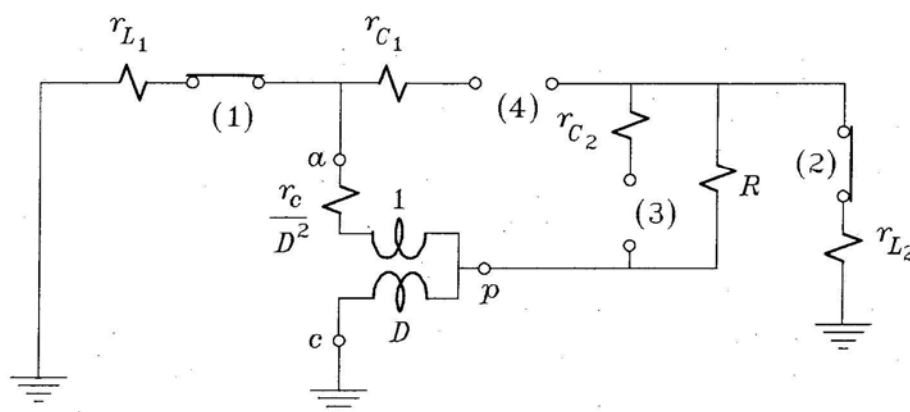 r_{L_1}
r_{C_1}
(1)
(4)
r_{C_2}
(2)
a
r_c/D^2
1
(3)
R
r_{L_2}
p
c
D